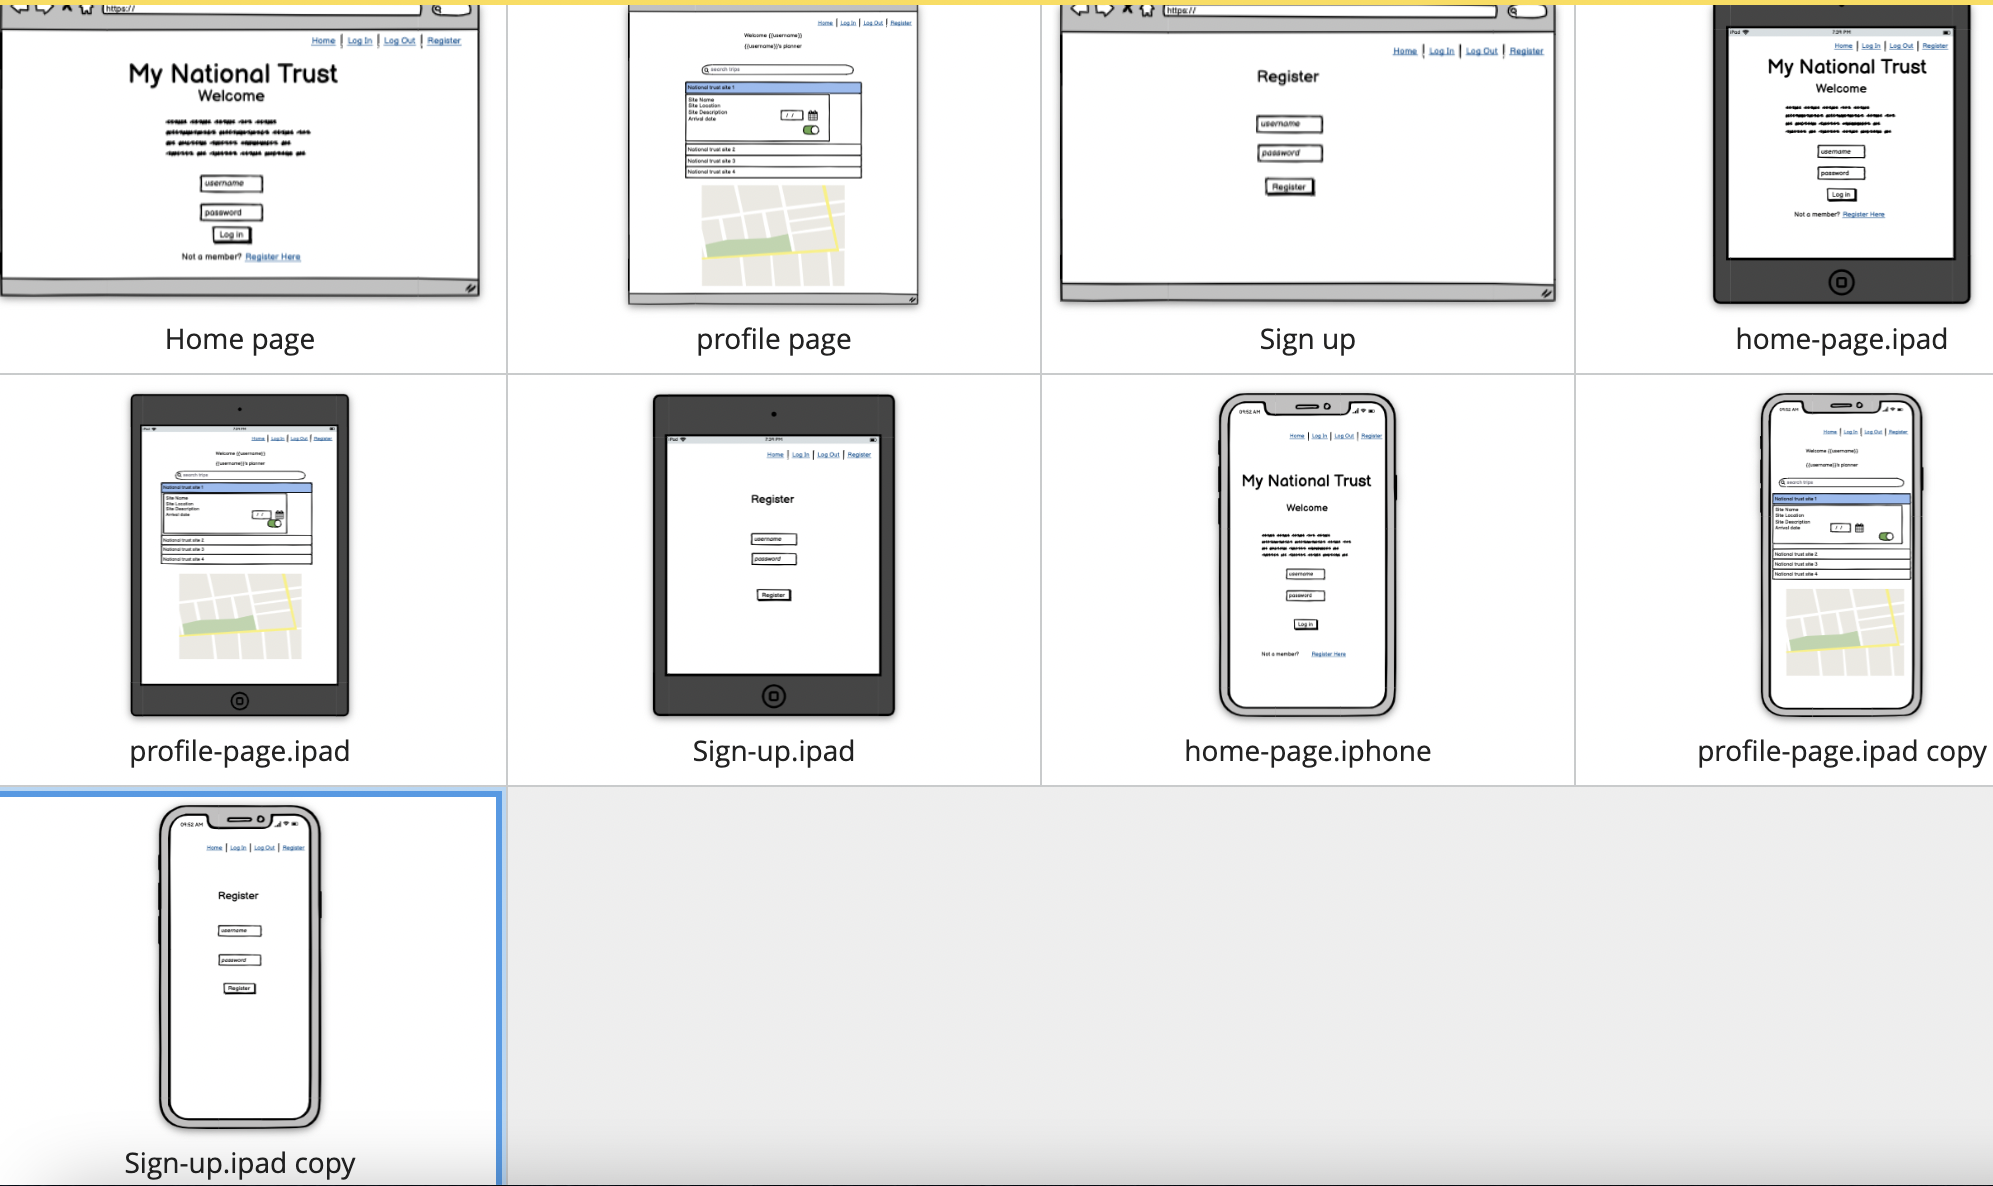 https://
Home | Log In | Log Out | Register
My National Trust
Welcome
username
password
Log in
Not a member? Register Here
Home page
Home | Log In | Log Out | Register
Welcome {{username}}
{{username}}'s planner
search trips
National trust site 1
Site Name
Site Location
Site Description
Arrival date
/ /
National trust site 2
National trust site 3
National trust site 4
profile page
https://
Home | Log In | Log Out | Register
Register
username
password
Register
Sign up
iPad
7:29 PM
Home | Log In | Log Out | Register
My National Trust
Welcome
username
password
Log in
Not a member? Register Here
home-page.ipad
iPad
7:29 PM
Home | Log In | Log Out | Register
Welcome {{username}}
{{username}}'s planner
search trips
National trust site 1
Site Name
Site Location
Site Description
Arrival date
/ /
National trust site 2
National trust site 3
National trust site 4
profile-page.ipad
iPad
7:29 PM
Home | Log In | Log Out | Register
Register
username
password
Register
Sign-up.ipad
09:52 AM
Home | Log In | Log Out | Register
My National Trust
Welcome
username
password
Log in
Not a member? Register Here
home-page.iphone
09:52 AM
Home | Log In | Log Out | Register
Welcome {{username}}
{{username}}'s planner
search trips
National trust site 1
Site Name
Site Location
Site Description
Arrival date
/ /
National trust site 2
National trust site 3
National trust site 4
profile-page.ipad copy
09:52 AM
Home | Log In | Log Out | Register
Register
username
password
Register
Sign-up.ipad copy